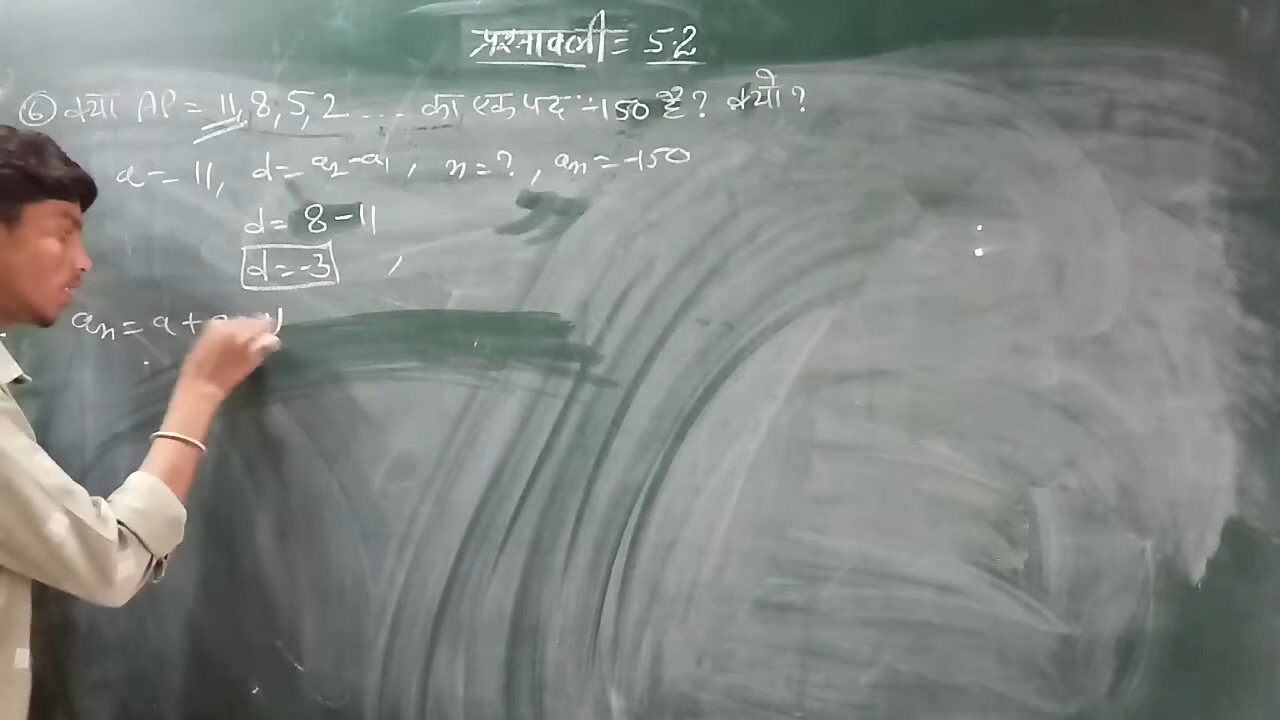 प्रश्नावली = 5.2
⑥ क्या AP = 11, 8, 5, 2 .... का एक पद -150 है? क्यों?
a = 11, d = a₂ - a₁, n = ?, aₙ = -150
d = 8 - 11
d = -3 ,
aₙ = a +